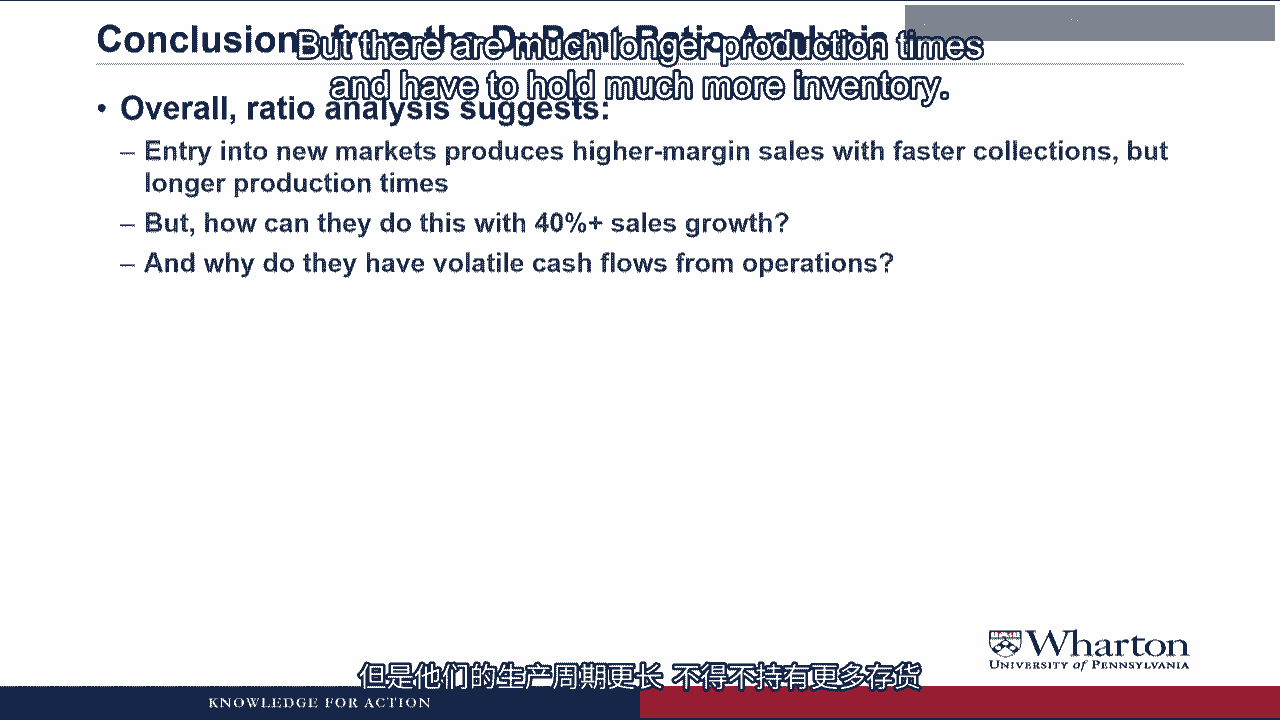 Conclusions from the DuPont Ratio Analysis
But there are much longer production times
and have to hold much more inventory.
• Overall, ratio analysis suggests:
– Entry into new markets produces higher-margin sales with faster collections, but
longer production times
– But, how can they do this with 40%+ sales growth?
– And why do they have volatile cash flows from operations?
Wharton
UNIVERSITY of PENNSYLVANIA
但是他们的生产周期更长 不得不持有更多存货
KNOWLEDGE FOR ACTION